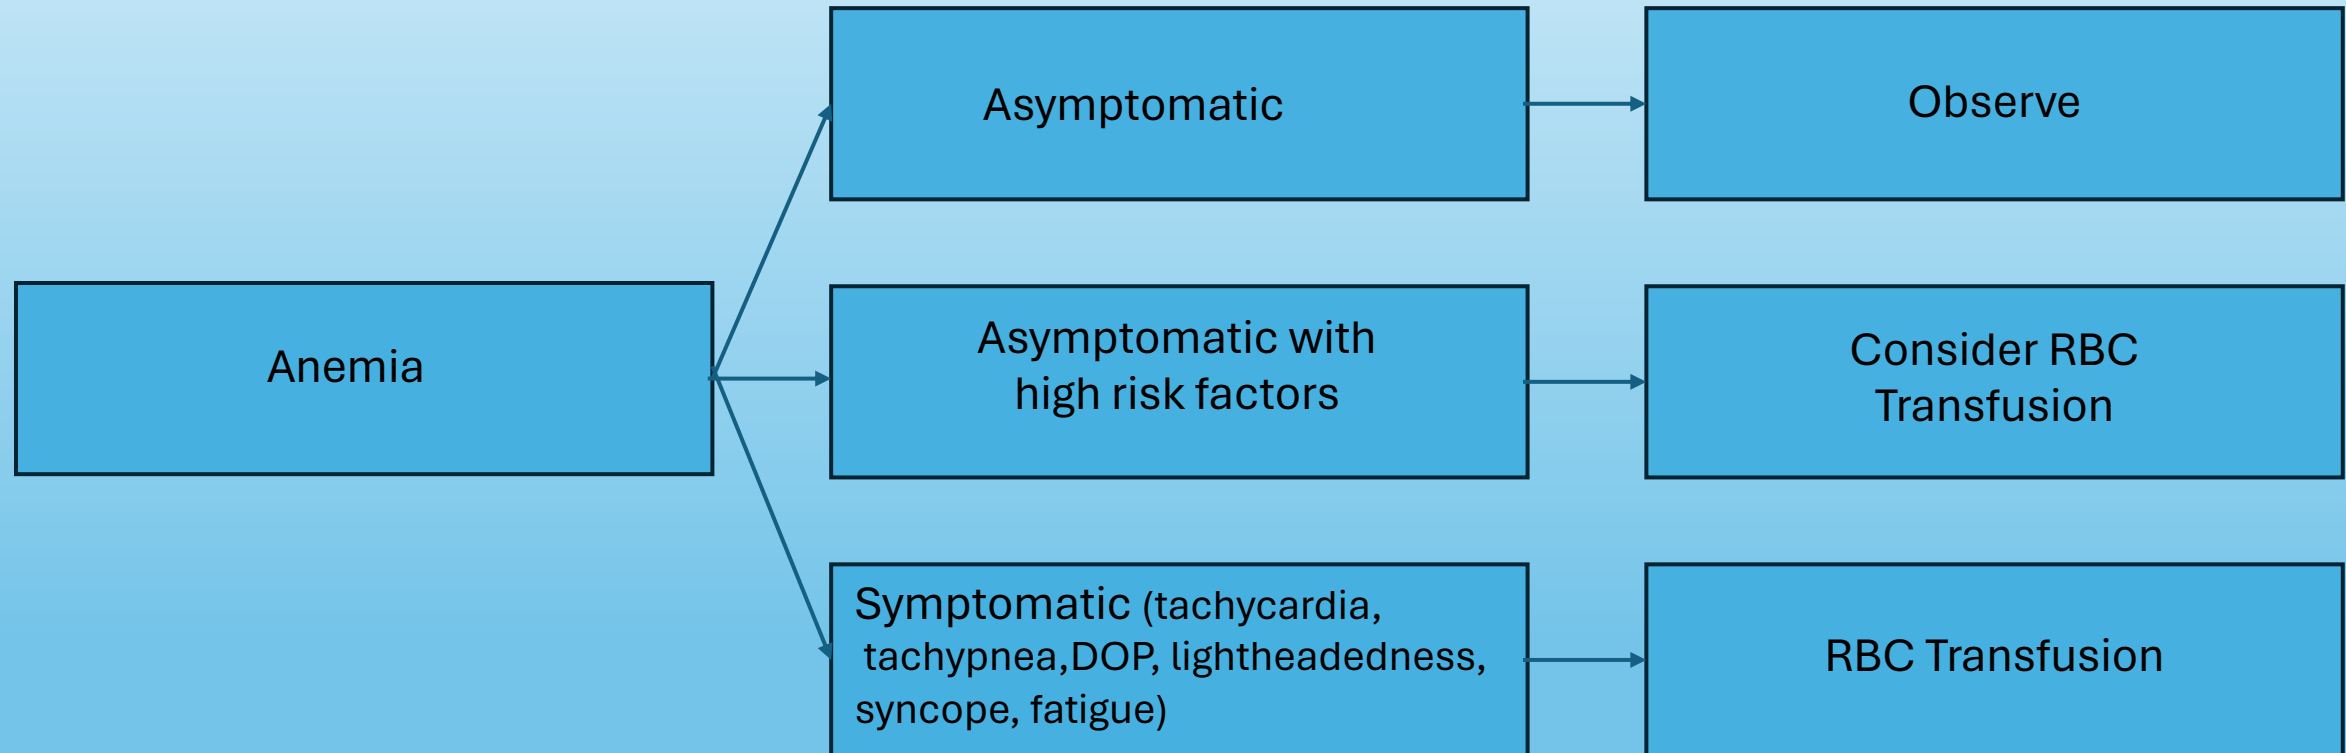 Asymptomatic
Observe
Anemia
Asymptomatic with
high risk factors
Consider RBC
Transfusion
Symptomatic (tachycardia,
tachypnea,DOP, lightheadedness,
syncope, fatigue)
RBC Transfusion